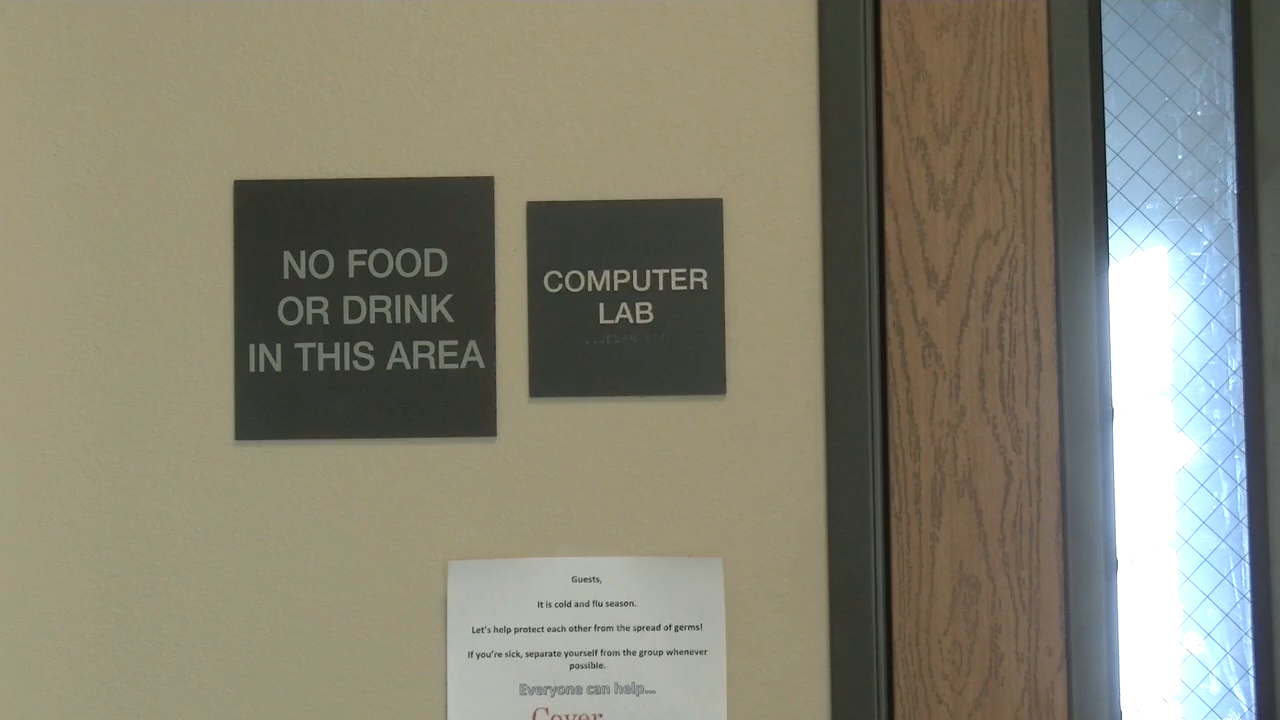 NO FOOD
OR DRINK
IN THIS AREA
COMPUTER
LAB
Guests,
It is cold and flu season.
Let's help protect each other from the spread of germs!
If you're sick, separate yourself from the group whenever
possible.
Everyone can help...
Cover